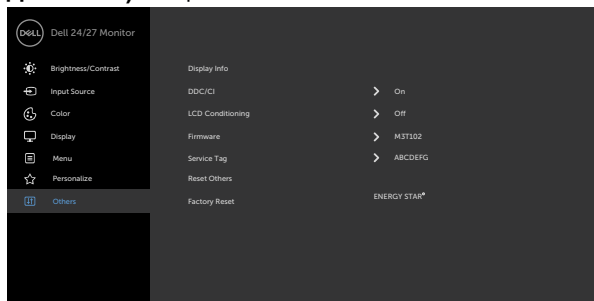 DELL Dell 24/27 Monitor
Brightness/Contrast Display Info
Input Source DDC/CI On
Color LCD Conditioning Off
Display Firmware M3T102
Menu Service Tag ABCDEFG
Personalize Reset Others
Others Factory Reset ENERGY STAR®